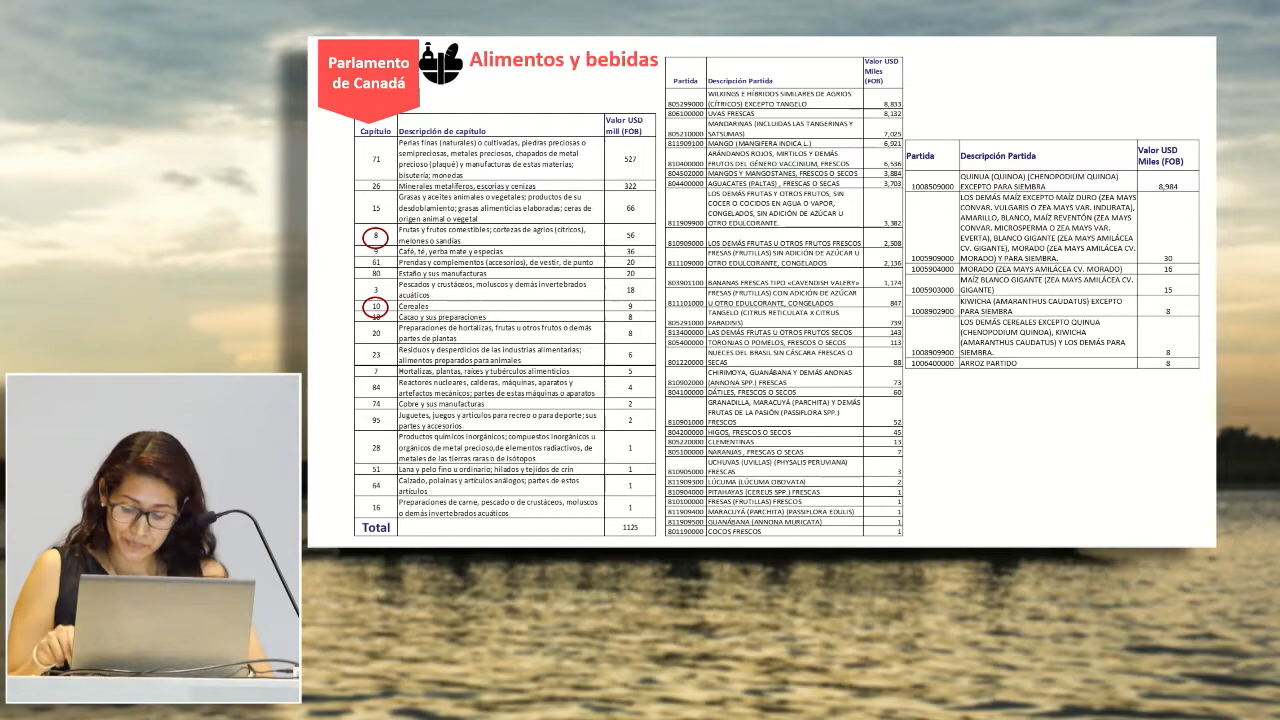 Parlamento
de Canadá
Alimentos y bebidas
Capítulo Descripción de capítulo Valor USD
mill (FOB)
71 Perlas finas (naturales) o cultivadas, piedras preciosas o
semipreciosas, metales preciosos, chapados de metal
precioso (plaqué) y manufacturas de estas materias;
bisutería; monedas 527
26 Minerales metalíferos, escorias y cenizas 322
15 Grasas y aceites animales o vegetales; productos de su
desdoblamiento; grasas alimenticias elaboradas; ceras de
origen animal o vegetal 66
8 Frutas y frutos comestibles; cortezas de agrios (cítricos),
melones o sandías 56
9 Café, té, yerba mate y especias 36
61 Prendas y complementos (accesorios), de vestir, de punto 20
80 Estaño y sus manufacturas 20
3 Pescados y crustáceos, moluscos y demás invertebrados
acuáticos 18
10 Cereales 9
18 Cacao y sus preparaciones 8
20 Preparaciones de hortalizas, frutas u otros frutos o demás
partes de plantas 8
23 Residuos y desperdicios de las industrias alimentarias;
alimentos preparados para animales 6
7 Hortalizas, plantas, raíces y tubérculos alimenticios 5
84 Reactores nucleares, calderas, máquinas, aparatos y
artefactos mecánicos; partes de estas máquinas o aparatos 4
74 Cobre y sus manufacturas 2
95 Juguetes, juegos y artículos para recreo o para deporte; sus
partes y accesorios 2
28 Productos químicos inorgánicos; compuestos inorgánicos u
orgánicos de metal precioso,de elementos radiactivos, de
metales de las tierras raras o de isótopos 1
51 Lana y pelo fino u ordinario; hilados y tejidos de crin 1
64 Calzado, polainas y artículos análogos; partes de estos
artículos 1
16 Preparaciones de carne, pescado o de crustáceos, moluscos
o demás invertebrados acuáticos 1
Total 1125
Partida Descripción Partida Valor USD
Miles
(FOB)
WILKINGS E HÍBRIDOS SIMILARES DE AGRIOS
805299000 (CÍTRICOS) EXCEPTO TANGELO 8,833
806100000 UVAS FRESCAS 8,132
MANDARINAS (INCLUIDAS LAS TANGERINAS Y
805210000 SATSUMAS) 7,025
811909100 MANGO (MANGIFERA INDICA L.) 6,921
ARÁNDANOS ROJOS, MIRTILOS Y DEMÁS
810400000 FRUTOS DEL GÉNERO VACCINIUM, FRESCOS 6,536
804502000 MANGOS Y MANGOSTANES, FRESCOS O SECOS 3,884
804400000 AGUACATES (PALTAS) , FRESCAS O SECAS 3,703
LOS DEMÁS FRUTAS Y OTROS FRUTOS, SIN
COCER O COCIDOS EN AGUA O VAPOR,
CONGELADOS, SIN ADICIÓN DE AZÚCAR U
811909900 OTRO EDULCORANTE. 3,382
810909000 LOS DEMÁS FRUTAS U OTROS FRUTOS FRESCOS 2,508
FRESAS (FRUTILLAS) SIN ADICIÓN DE AZÚCAR U
811109000 OTRO EDULCORANTE, CONGELADOS 2,136
803901100 BANANAS FRESCAS TIPO «CAVENDISH VALERY» 1,174
FRESAS (FRUTILLAS) CON ADICIÓN DE AZÚCAR
811101000 U OTRO EDULCORANTE, CONGELADOS 847
TANGELO (CITRUS RETICULATA X CITRUS
805291000 PARADISIS) 739
813400000 LAS DEMÁS FRUTAS U OTROS FRUTOS SECOS 143
805400000 TORONJAS O POMELOS, FRESCOS O SECOS 113
NUECES DEL BRASIL SIN CÁSCARA FRESCAS O
801220000 SECAS 88
CHIRIMOYA, GUANÁBANA Y DEMÁS ANONAS
810902000 (ANNONA SPP.) FRESCAS 73
804100000 DÁTILES, FRESCOS O SECOS 60
GRANADILLA, MARACUYÁ (PARCHITA) Y DEMÁS
FRUTAS DE LA PASIÓN (PASSIFLORA SPP.)
810901000 FRESCOS 52
804200000 HIGOS, FRESCOS O SECOS 45
805220000 CLEMENTINAS 13
805100000 NARANJAS , FRESCAS O SECAS 7
UCHUVAS (UVILLAS) (PHYSALIS PERUVIANA)
810905000 FRESCAS 3
811909300 LÚCUMA (LÚCUMA OBOVATA) 2
810904000 PITAHAYAS (CEREUS SPP.) FRESCAS 1
810100000 FRESAS (FRUTILLAS) FRESCAS 1
811909400 MARACUYÁ (PARCHITA) (PASSIFLORA EDULIS) 1
811909500 GUANÁBANA (ANNONA MURICATA) 1
801190000 COCOS FRESCOS 1
Partida Descripción Partida Valor USD
Miles (FOB)
QUINUA (QUINOA) (CHENOPODIUM QUINOA)
1008509000 EXCEPTO PARA SIEMBRA 8,984
LOS DEMÁS MAÍZ EXCEPTO MAÍZ DURO (ZEA MAYS
CONVAR. VULGARIS O ZEA MAYS VAR. INDURATA),
AMARILLO, BLANCO, MAÍZ REVENTÓN (ZEA MAYS
CONVAR. MICROSPERMA O ZEA MAYS VAR.
EVERTA), BLANCO GIGANTE (ZEA MAYS AMILÁCEA
CV. GIGANTE), MORADO (ZEA MAYS AMILÁCEA CV.
1005909000 MORADO) Y PARA SIEMBRA. 30
1005904000 MORADO (ZEA MAYS AMILÁCEA CV. MORADO) 16
MAÍZ BLANCO GIGANTE (ZEA MAYS AMILÁCEA CV.
1005903000 GIGANTE) 15
KIWICHA (AMARANTHUS CAUDATUS) EXCEPTO
1008902900 PARA SIEMBRA 8
LOS DEMÁS CEREALES EXCEPTO QUINUA
(CHENOPODIUM QUINOA), KIWICHA
(AMARANTHUS CAUDATUS) Y LOS DEMÁS PARA
1008909900 SIEMBRA. 8
1006400000 ARROZ PARTIDO 8